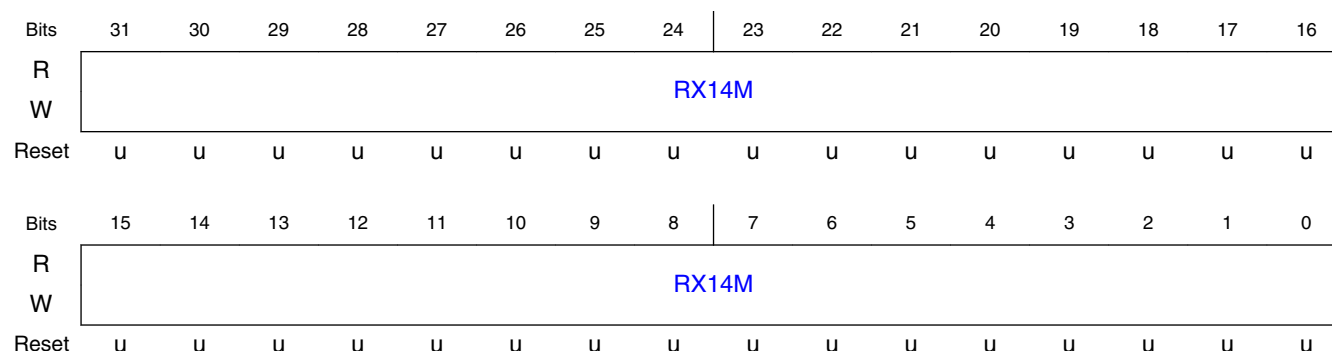 Bits 31 30 29 28 27 26 25 24 23 22 21 20 19 18 17 16
R
RX14M
W
Reset u u u u u u u u u u u u u u u u
Bits 15 14 13 12 11 10 9 8 7 6 5 4 3 2 1 0
R
RX14M
W
Reset u u u u u u u u u u u u u u u u